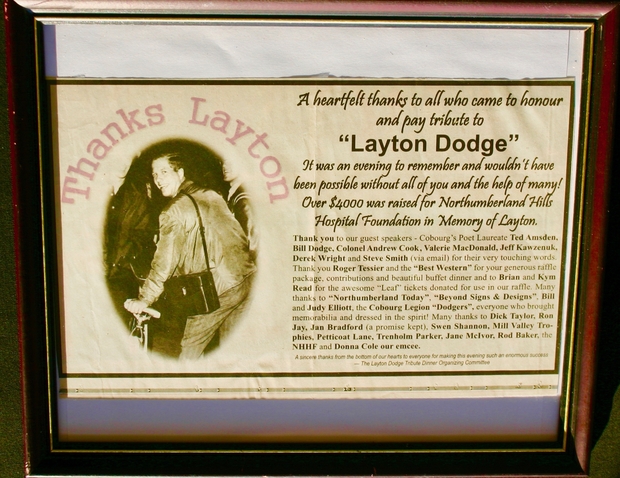 Thanks Layton
A heartfelt thanks to all who came to honour
and pay tribute to
"Layton Dodge"
It was an evening to remember and wouldn't have
been possible without all of you and the help of many!
Over $4000 was raised for Northumberland Hills
Hospital Foundation in Memory of Layton.
Thank you to our guest speakers - Cobourg's Poet Laureate Ted Amsden,
Bill Dodge, Colonel Andrew Cook, Valerie MacDonald, Jeff Kawzenuk,
Derek Wright and Steve Smith (via email) for their very touching words.
Thank you Roger Tessier and the "Best Western" for your generous raffle
package, contributions and beautiful buffet dinner and to Brian and Kym
Read for the awesome "Leaf" tickets donated for use in our raffle. Many
thanks to "Northumberland Today", "Beyond Signs & Designs", Bill
and Judy Elliott, the Cobourg Legion "Dodgers", everyone who brought
memorabilia and dressed in the spirit! Many thanks to Dick Taylor, Ron
Jay, Jan Bradford (a promise kept), Swen Shannon, Mill Valley Tro-
phies, Petticoat Lane, Trenholm Parker, Jane McIvor, Rod Baker, the
NHHF and Donna Cole our emcee.
A sincere thanks from the bottom of our hearts to everyone for making this evening such an enormous success
— The Layton Dodge Tribute Dinner Organizing Committee